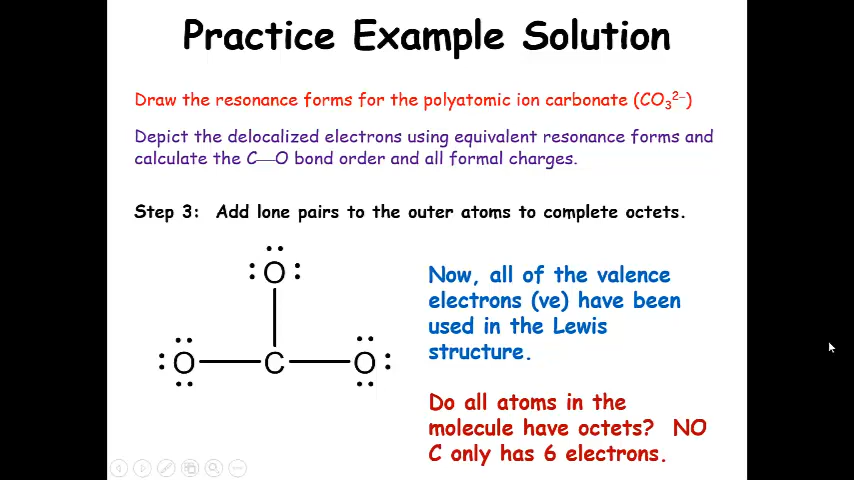 Practice Example Solution
Draw the resonance forms for the polyatomic ion carbonate (CO₃²⁻)
Depict the delocalized electrons using equivalent resonance forms and
calculate the C—O bond order and all formal charges.
Step 3: Add lone pairs to the outer atoms to complete octets.
O
O C O
Now, all of the valence
electrons (ve) have been
used in the Lewis
structure.
Do all atoms in the
molecule have octets? NO
C only has 6 electrons.